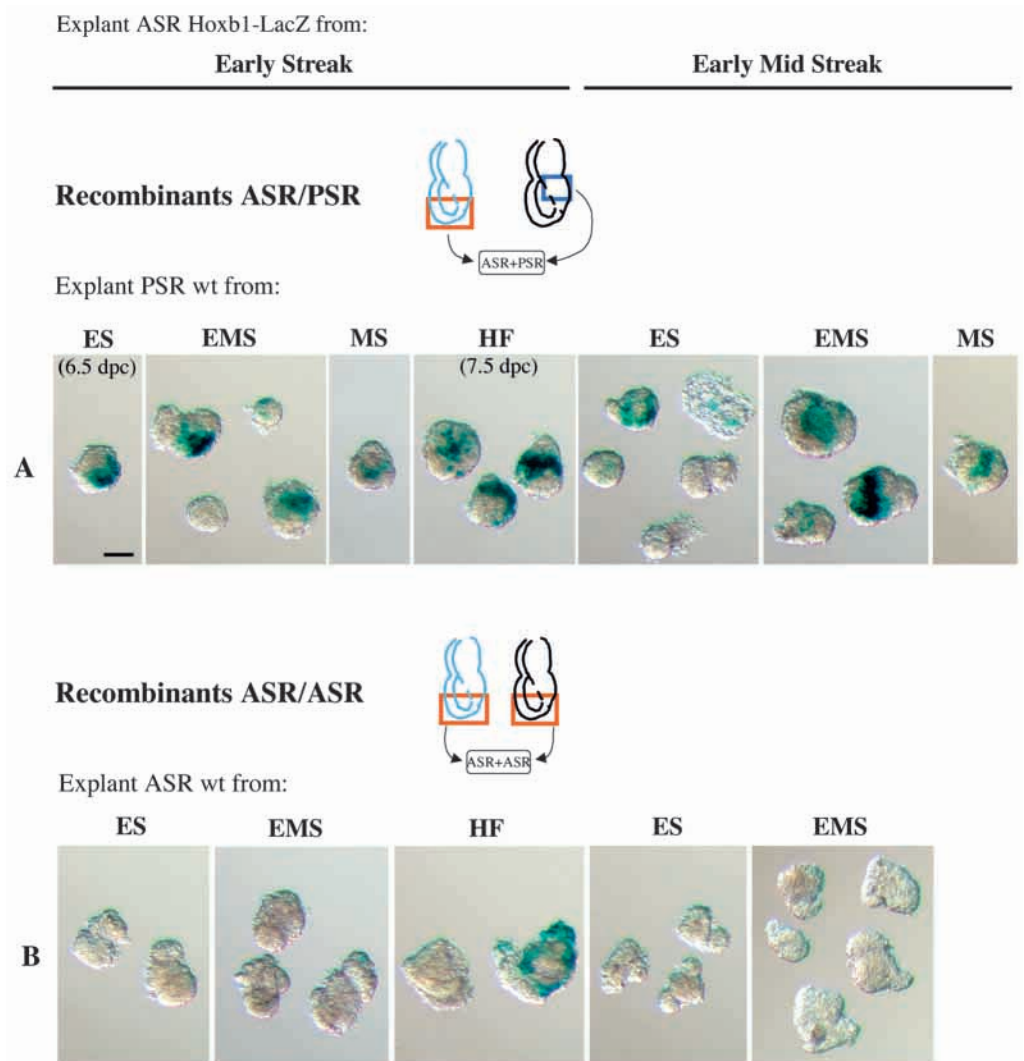 Explant ASR Hoxb1-LacZ from:
Early Streak Early Mid Streak
Recombinants ASR/PSR
ASR+PSR
Explant PSR wt from:
ES EMS MS HF ES EMS MS
(6.5 dpc) (7.5 dpc)
A
Recombinants ASR/ASR
ASR+ASR
Explant ASR wt from:
ES EMS HF ES EMS
B